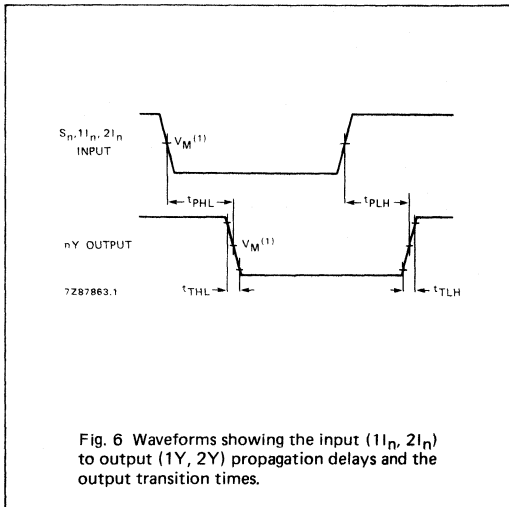 Sn, 1In, 2In
INPUT
VM(1)
tPHL
tPLH
nY OUTPUT
VM(1)
7Z87863.1
tTHL
tTLH
Fig. 6 Waveforms showing the input (1In, 2In)
to output (1Y, 2Y) propagation delays and the
output transition times.